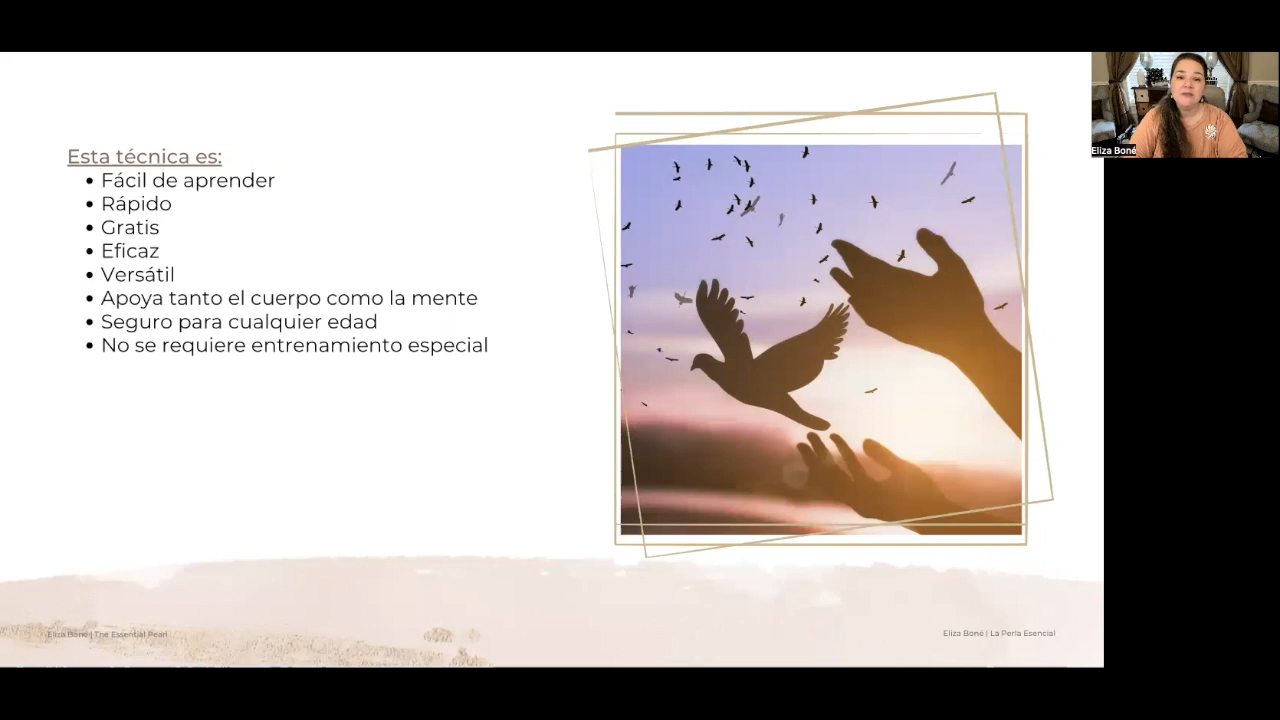 Esta técnica es:
Fácil de aprender
Rápido
Gratis
Eficaz
Versátil
Apoya tanto el cuerpo como la mente
Seguro para cualquier edad
No se requiere entrenamiento especial
Eliza Boné
Eliza Boné | The Essential Pearl
Eliza Boné | La Perla Esencial